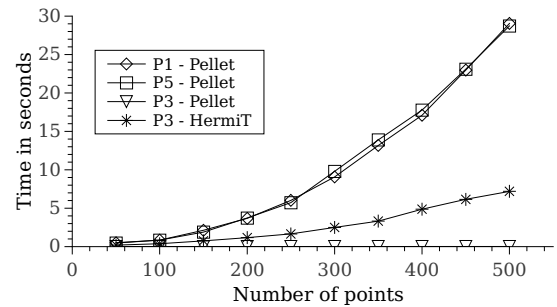 30
25
20
15
10
5
0
Time in seconds
P1 - Pellet
P5 - Pellet
P3 - Pellet
P3 - HermiT
0 100 200 300 400 500
Number of points